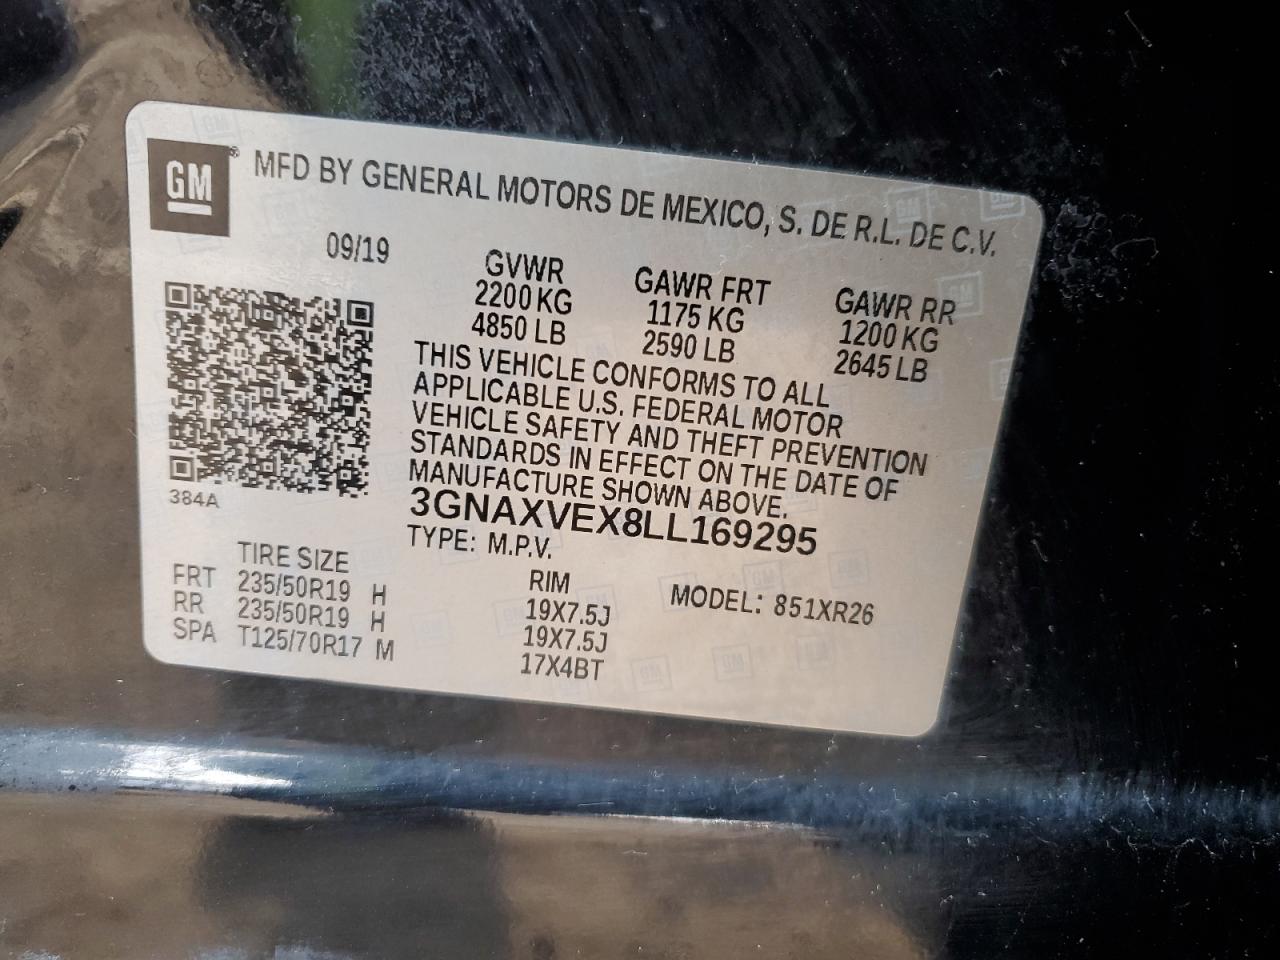 GM® MFD BY GENERAL MOTORS DE MEXICO, S. DE R.L. DE C.V.
09/19 GVWR GAWR FRT GAWR RR
2200 KG 1175 KG 1200 KG
4850 LB 2590 LB 2645 LB
THIS VEHICLE CONFORMS TO ALL
APPLICABLE U.S. FEDERAL MOTOR
VEHICLE SAFETY AND THEFT PREVENTION
STANDARDS IN EFFECT ON THE DATE OF
MANUFACTURE SHOWN ABOVE.
384A
3GNAXVEX8LL169295
TYPE: M.P.V.
TIRE SIZE RIM MODEL: 851XR26
FRT 235/50R19 H 19X7.5J
RR 235/50R19 H 19X7.5J
SPA T125/70R17 M 17X4BT